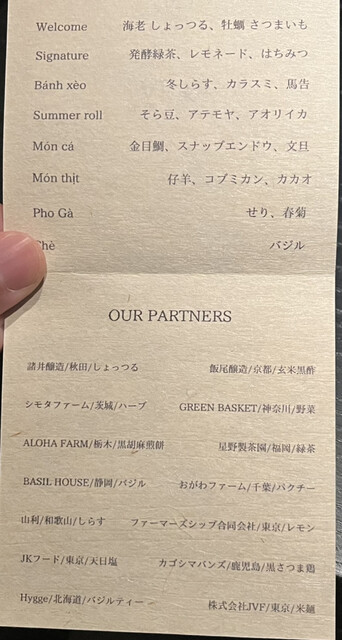 Welcome 海老 しょっつる、牡蠣 さつまいも
Signature 発酵緑茶、レモネード、はちみつ
Bánh xèo 冬しらす、カラスミ、馬告
Summer roll そら豆、アテモヤ、アオリイカ
Món cá 金目鯛、スナップエンドウ、文旦
Món thịt 仔羊、コブミカン、カカオ
Pho Gà せり、春菊
hè バジル
OUR PARTNERS
諸井醸造/秋田/しょっつる 飯尾醸造/京都/玄米黒酢
シモタファーム/茨城/ハーブ GREEN BASKET/神奈川/野菜
ALOHA FARM/栃木/黒胡麻煎餅 星野製茶園/福岡/緑茶
BASIL HOUSE/静岡/バジル おがわファーム/千葉/パクチー
山利/和歌山/しらす ファーマーズシップ合同会社/東京/レモン
JKフード/東京/天日塩 カゴシマバンズ/鹿児島/黒さつま鶏
Hygge/北海道/バジルティー 株式会社JVF/東京/米麺